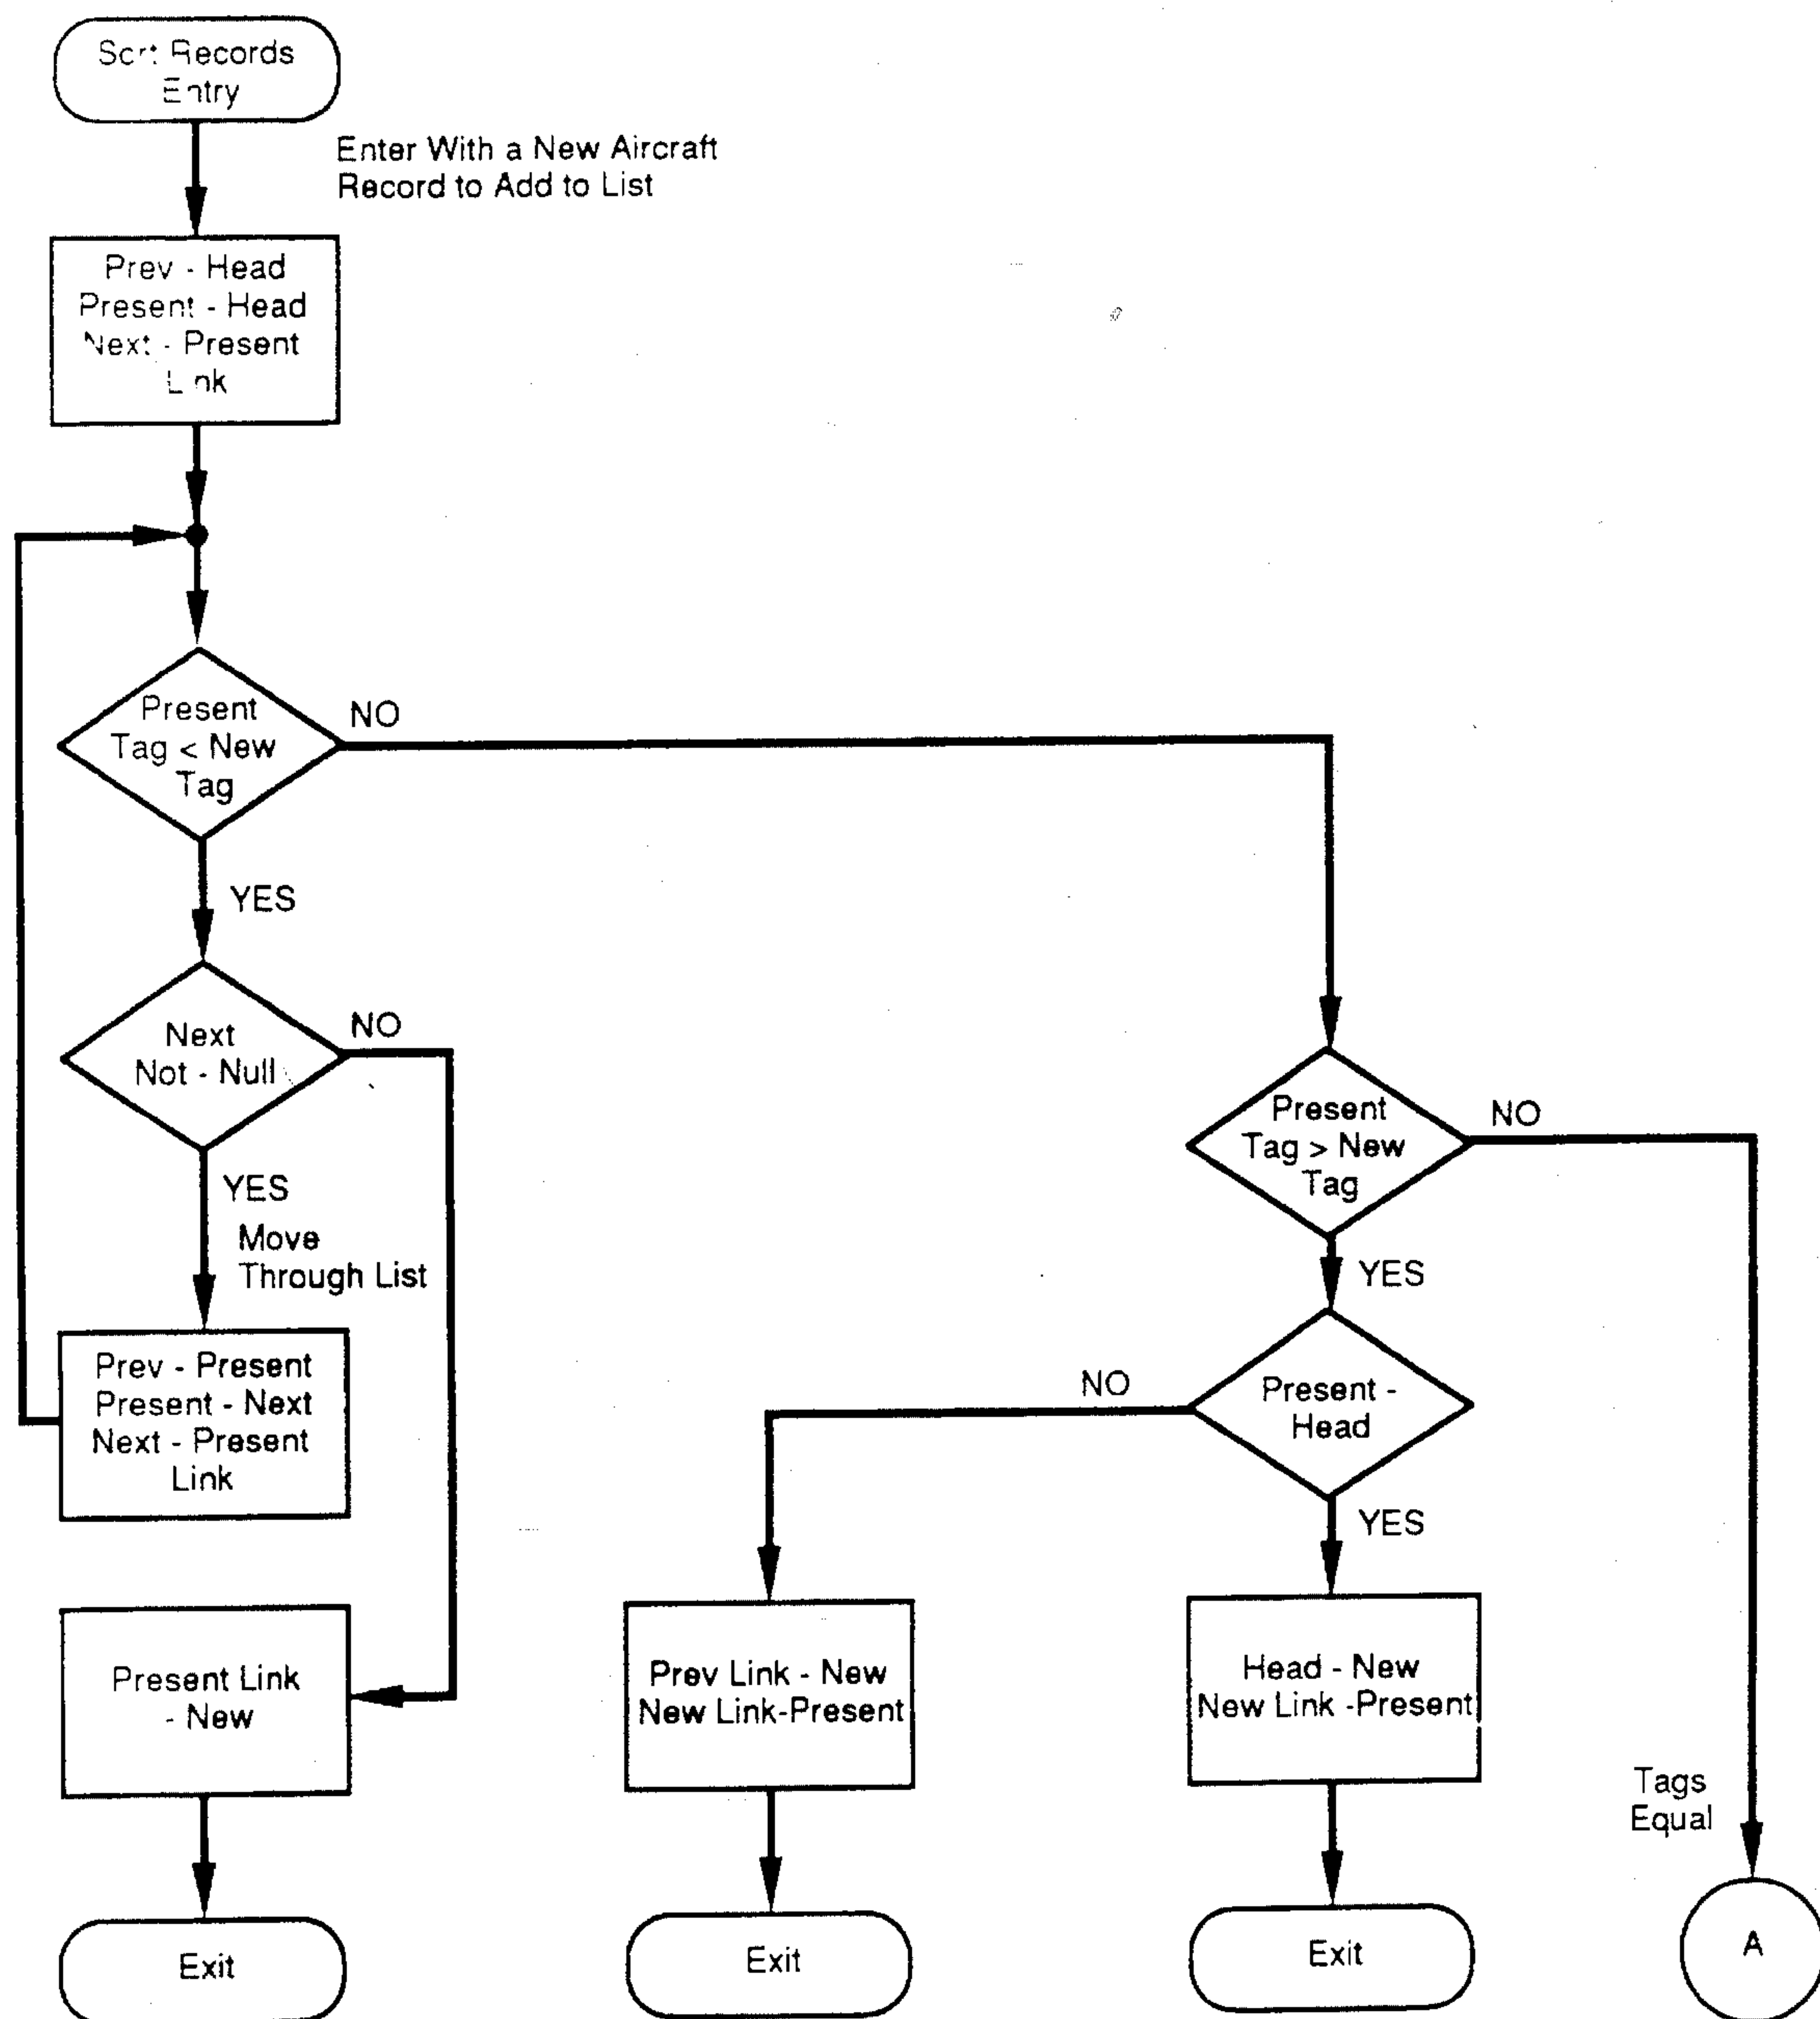 Sort Records
Entry
Enter With a New Aircraft
Record to Add to List
Prev - Head
Present - Head
Next - Present
Link
Present
Tag < New
Tag
NO
YES
Next
Not - Null
NO
YES
Move
Through List
Prev - Present
Present - Next
Next - Present
Link
Present Link
- New
Exit
Present
Tag > New
Tag
NO
YES
Present -
Head
NO
YES
Prev Link - New
New Link-Present
Exit
Head - New
New Link -Present
Exit
Tags
Equal
A